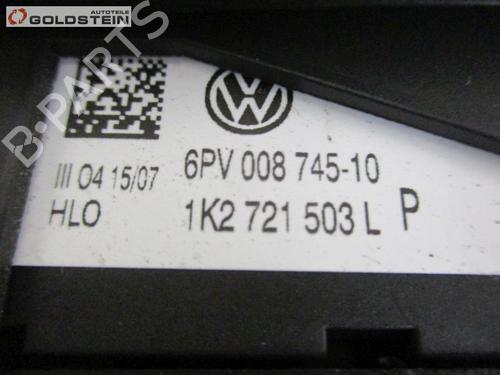 AUTOTEILE
GOLDSTEIN
B-PARTS
III 04 15/07
6PV 008 745-10
HLO
1K2 721 503 L P